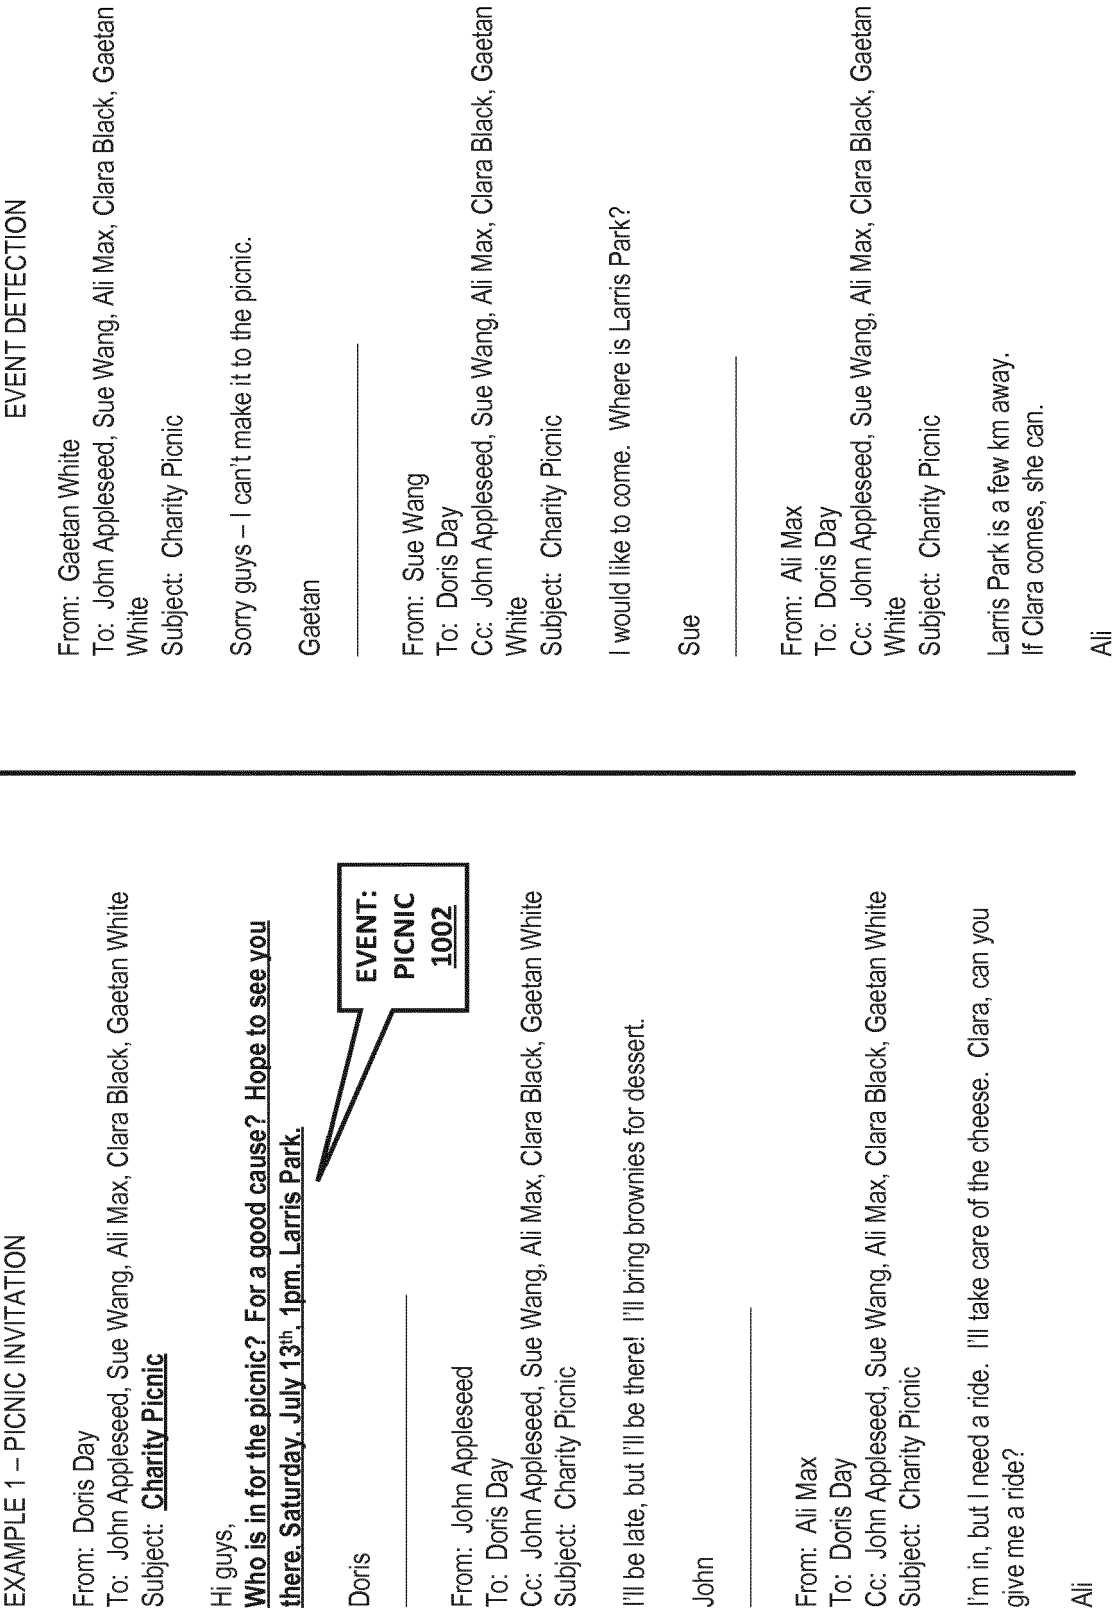 EXAMPLE 1 – PICNIC INVITATION
From: Doris Day
To: John Appleseed, Sue Wang, Ali Max, Clara Black, Gaetan White
Subject: Charity Picnic
Hi guys,
Who is in for the picnic? For a good cause? Hope to see you
there. Saturday, July 13th, 1pm. Larris Park.
Doris
EVENT:
PICNIC
1002
From: John Appleseed
To: Doris Day
Cc: John Appleseed, Sue Wang, Ali Max, Clara Black, Gaetan White
Subject: Charity Picnic
I'll be late, but I'll be there! I'll bring brownies for dessert.
John
From: Ali Max
To: Doris Day
Cc: John Appleseed, Sue Wang, Ali Max, Clara Black, Gaetan White
Subject: Charity Picnic
I'm in, but I need a ride. I'll take care of the cheese. Clara, can you
give me a ride?
Ali
EVENT DETECTION
From: Gaetan White
To: John Appleseed, Sue Wang, Ali Max, Clara Black, Gaetan
White
Subject: Charity Picnic
Sorry guys – I can't make it to the picnic.
Gaetan
From: Sue Wang
To: Doris Day
Cc: John Appleseed, Sue Wang, Ali Max, Clara Black, Gaetan
White
Subject: Charity Picnic
I would like to come. Where is Larris Park?
Sue
From: Ali Max
To: Doris Day
Cc: John Appleseed, Sue Wang, Ali Max, Clara Black, Gaetan
White
Subject: Charity Picnic
Larris Park is a few km away.
If Clara comes, she can.
Ali